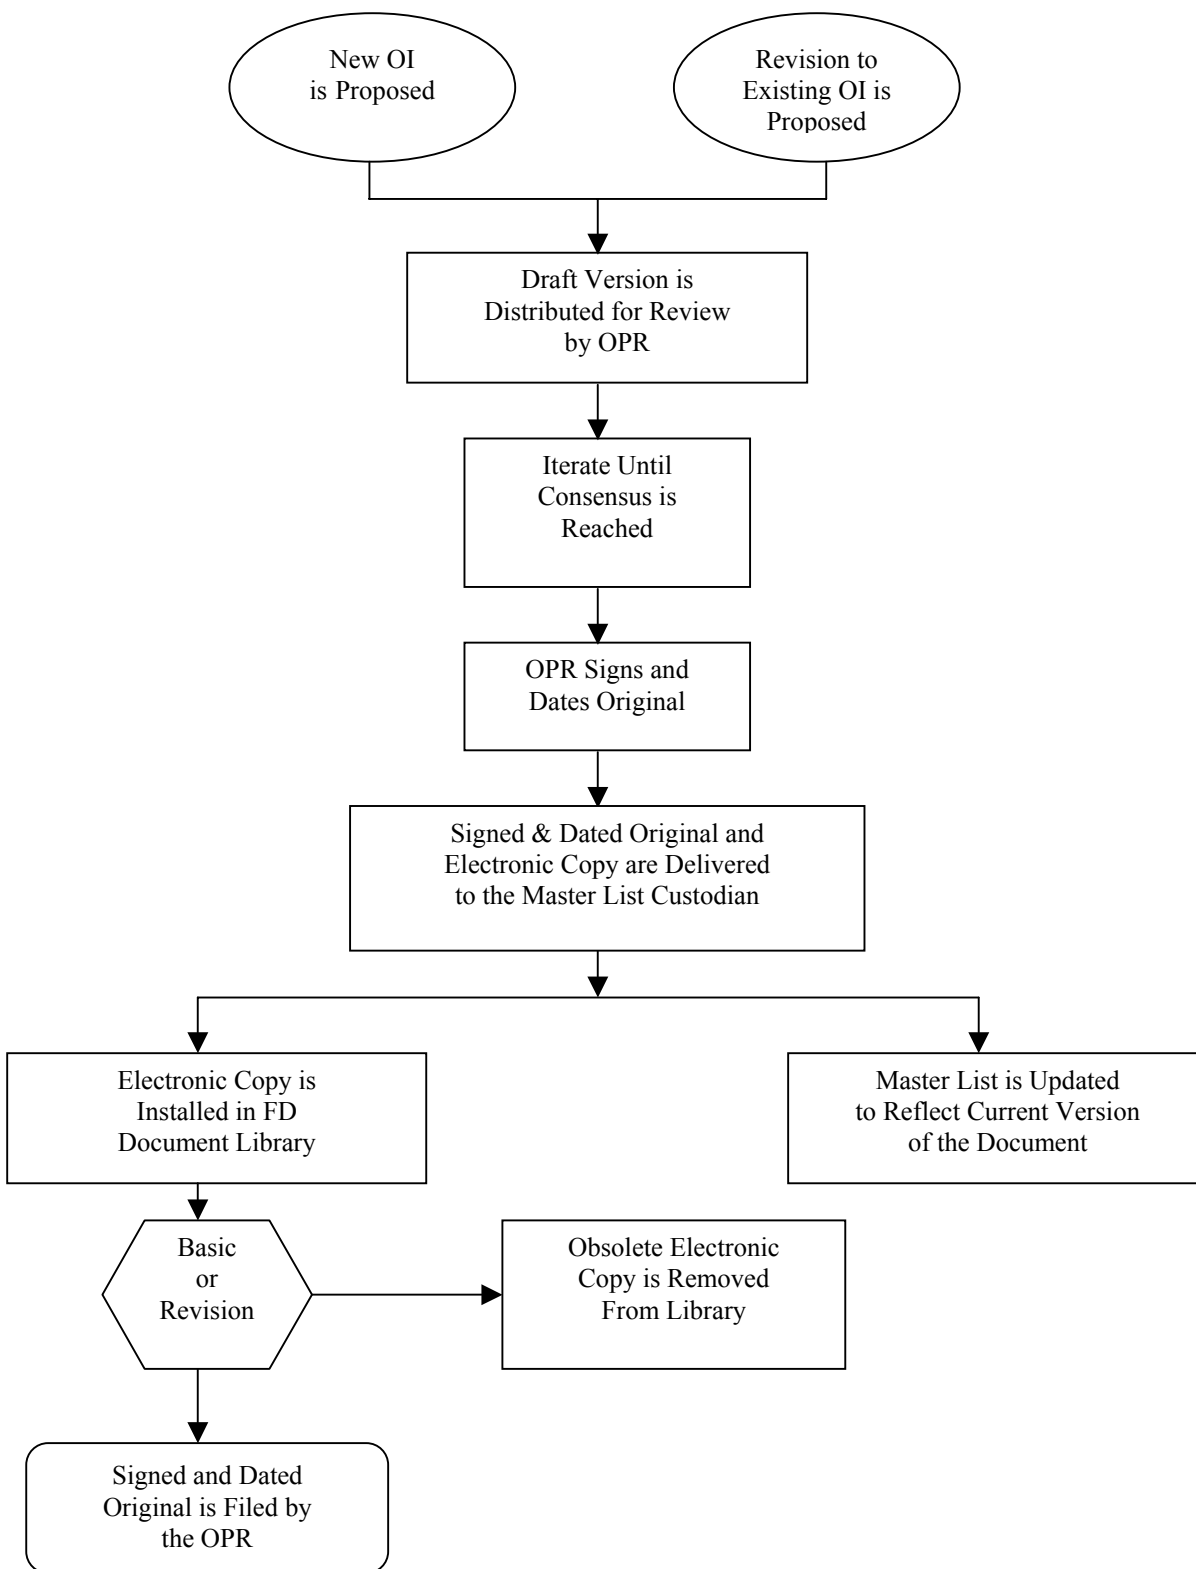 New OI
is Proposed
Revision to
Existing OI is
Proposed
Draft Version is
Distributed for Review
by OPR
Iterate Until
Consensus is
Reached
OPR Signs and
Dates Original
Signed & Dated Original and
Electronic Copy are Delivered
to the Master List Custodian
Electronic Copy is
Installed in FD
Document Library
Master List is Updated
to Reflect Current Version
of the Document
Basic
or
Revision
Obsolete Electronic
Copy is Removed
From Library
Signed and Dated
Original is Filed by
the OPR